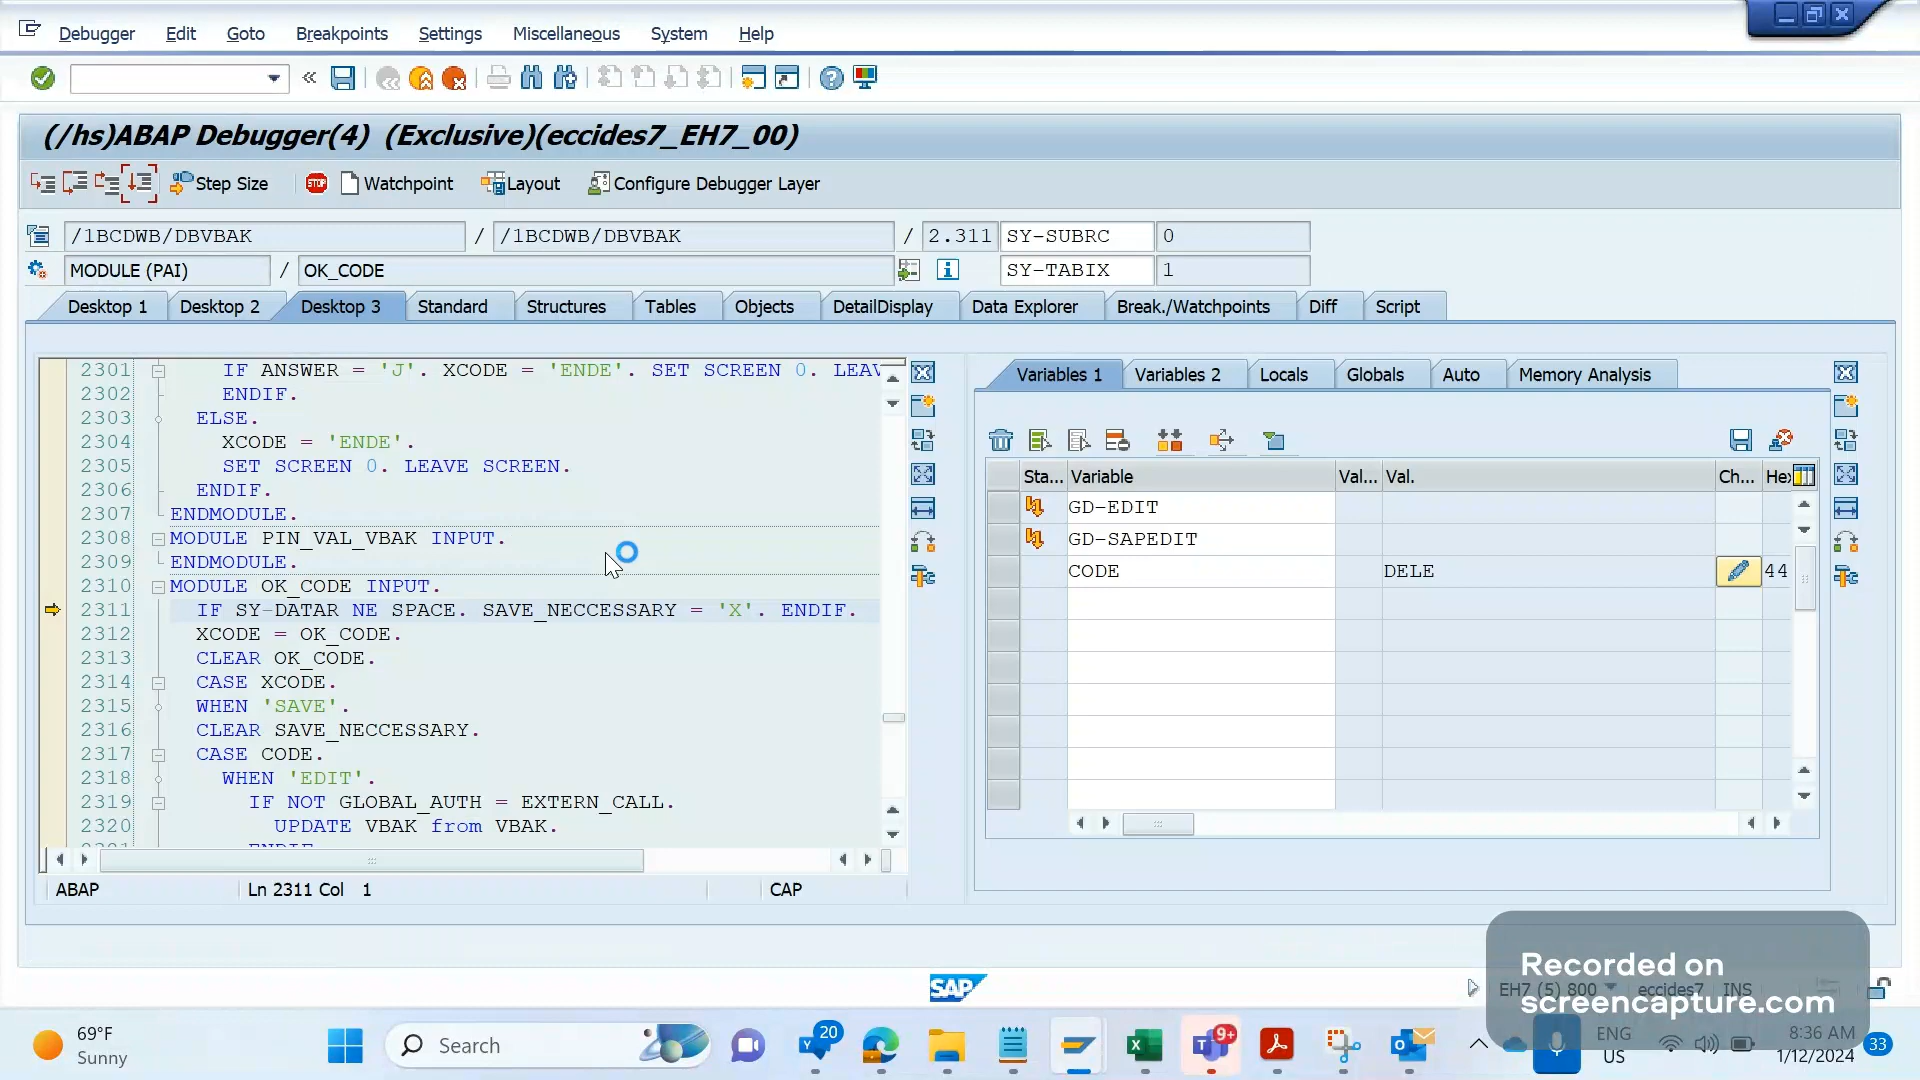 Debugger Edit Goto Breakpoints Settings Miscellaneous System Help
(/hs)ABAP Debugger(4) (Exclusive)(eccides7_EH7_00)
Step Size STOP Watchpoint Layout Configure Debugger Layer
/1BCDWB/DBVBAK / /1BCDWB/DBVBAK / 2.311 SY-SUBRC 0
MODULE (PAI) / OK_CODE SY-TABIX 1
Desktop 1 Desktop 2 Desktop 3 Standard Structures Tables Objects DetailDisplay Data Explorer Break./Watchpoints Diff Script
2301 IF ANSWER = 'J'. XCODE = 'ENDE'. SET SCREEN 0. LEAV
2302 ENDIF.
2303 ELSE.
2304 XCODE = 'ENDE'.
2305 SET SCREEN 0. LEAVE SCREEN.
2306 ENDIF.
2307 ENDMODULE.
2308 MODULE PIN_VAL_VBAK INPUT.
2309 ENDMODULE.
2310 MODULE OK_CODE INPUT.
2311 IF SY-DATAR NE SPACE. SAVE_NECCESSARY = 'X'. ENDIF.
2312 XCODE = OK_CODE.
2313 CLEAR OK_CODE.
2314 CASE XCODE.
2315 WHEN 'SAVE'.
2316 CLEAR SAVE_NECCESSARY.
2317 CASE CODE.
2318 WHEN 'EDIT'.
2319 IF NOT GLOBAL_AUTH = EXTERN_CALL.
2320 UPDATE VBAK from VBAK.
ABAP Ln 2311 Col 1 CAP
Variables 1 Variables 2 Locals Globals Auto Memory Analysis
Sta... Variable Val... Val. Ch... Hex
GD-EDIT
GD-SAPEDIT
CODE DELE 44
SAP
EH7 (5) 800 eccides7 INS
Recorded on
screencapture.com
69°F
Sunny
Search
20
9+
ENG
US
8:36 AM
1/12/2024
33